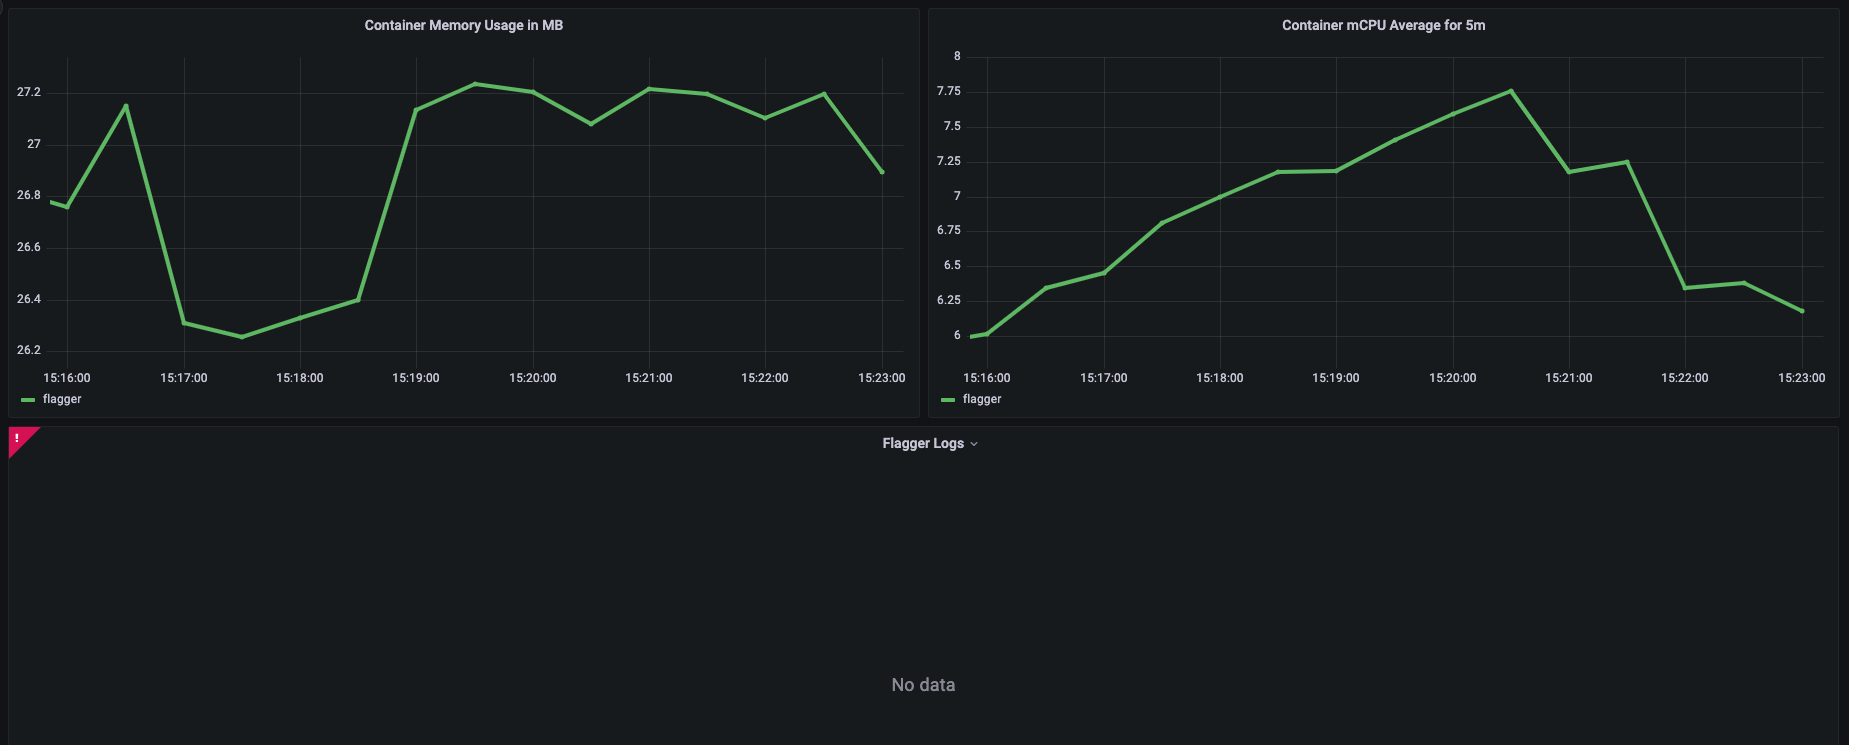 Container Memory Usage in MB
27.2
27
26.8
26.6
26.4
26.2
15:16:00 15:17:00 15:18:00 15:19:00 15:20:00 15:21:00 15:22:00 15:23:00
flagger
Container mCPU Average for 5m
8
7.75
7.5
7.25
7
6.75
6.5
6.25
6
15:16:00 15:17:00 15:18:00 15:19:00 15:20:00 15:21:00 15:22:00 15:23:00
flagger
!
Flagger Logs
No data